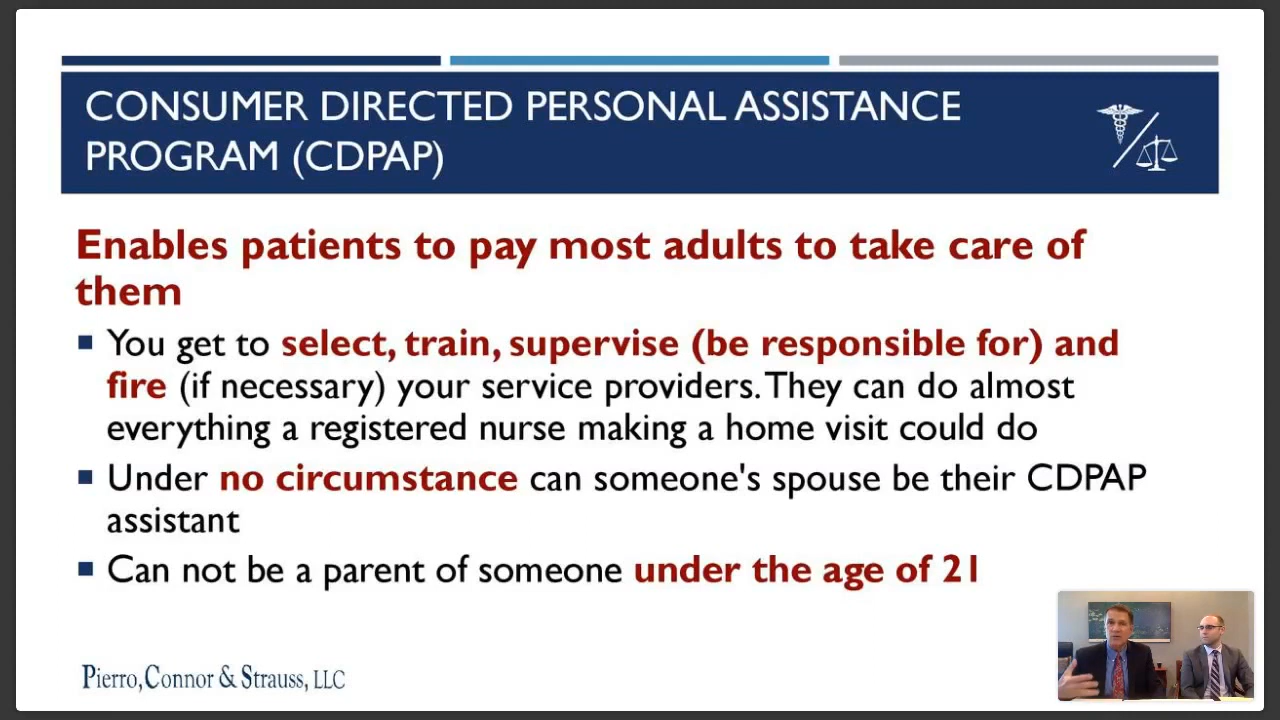 CONSUMER DIRECTED PERSONAL ASSISTANCE
PROGRAM (CDPAP)
Enables patients to pay most adults to take care of
them
▪ You get to select, train, supervise (be responsible for) and
fire (if necessary) your service providers. They can do almost
everything a registered nurse making a home visit could do
▪ Under no circumstance can someone's spouse be their CDPAP
assistant
▪ Can not be a parent of someone under the age of 21
Pierro, Connor & Strauss, LLC